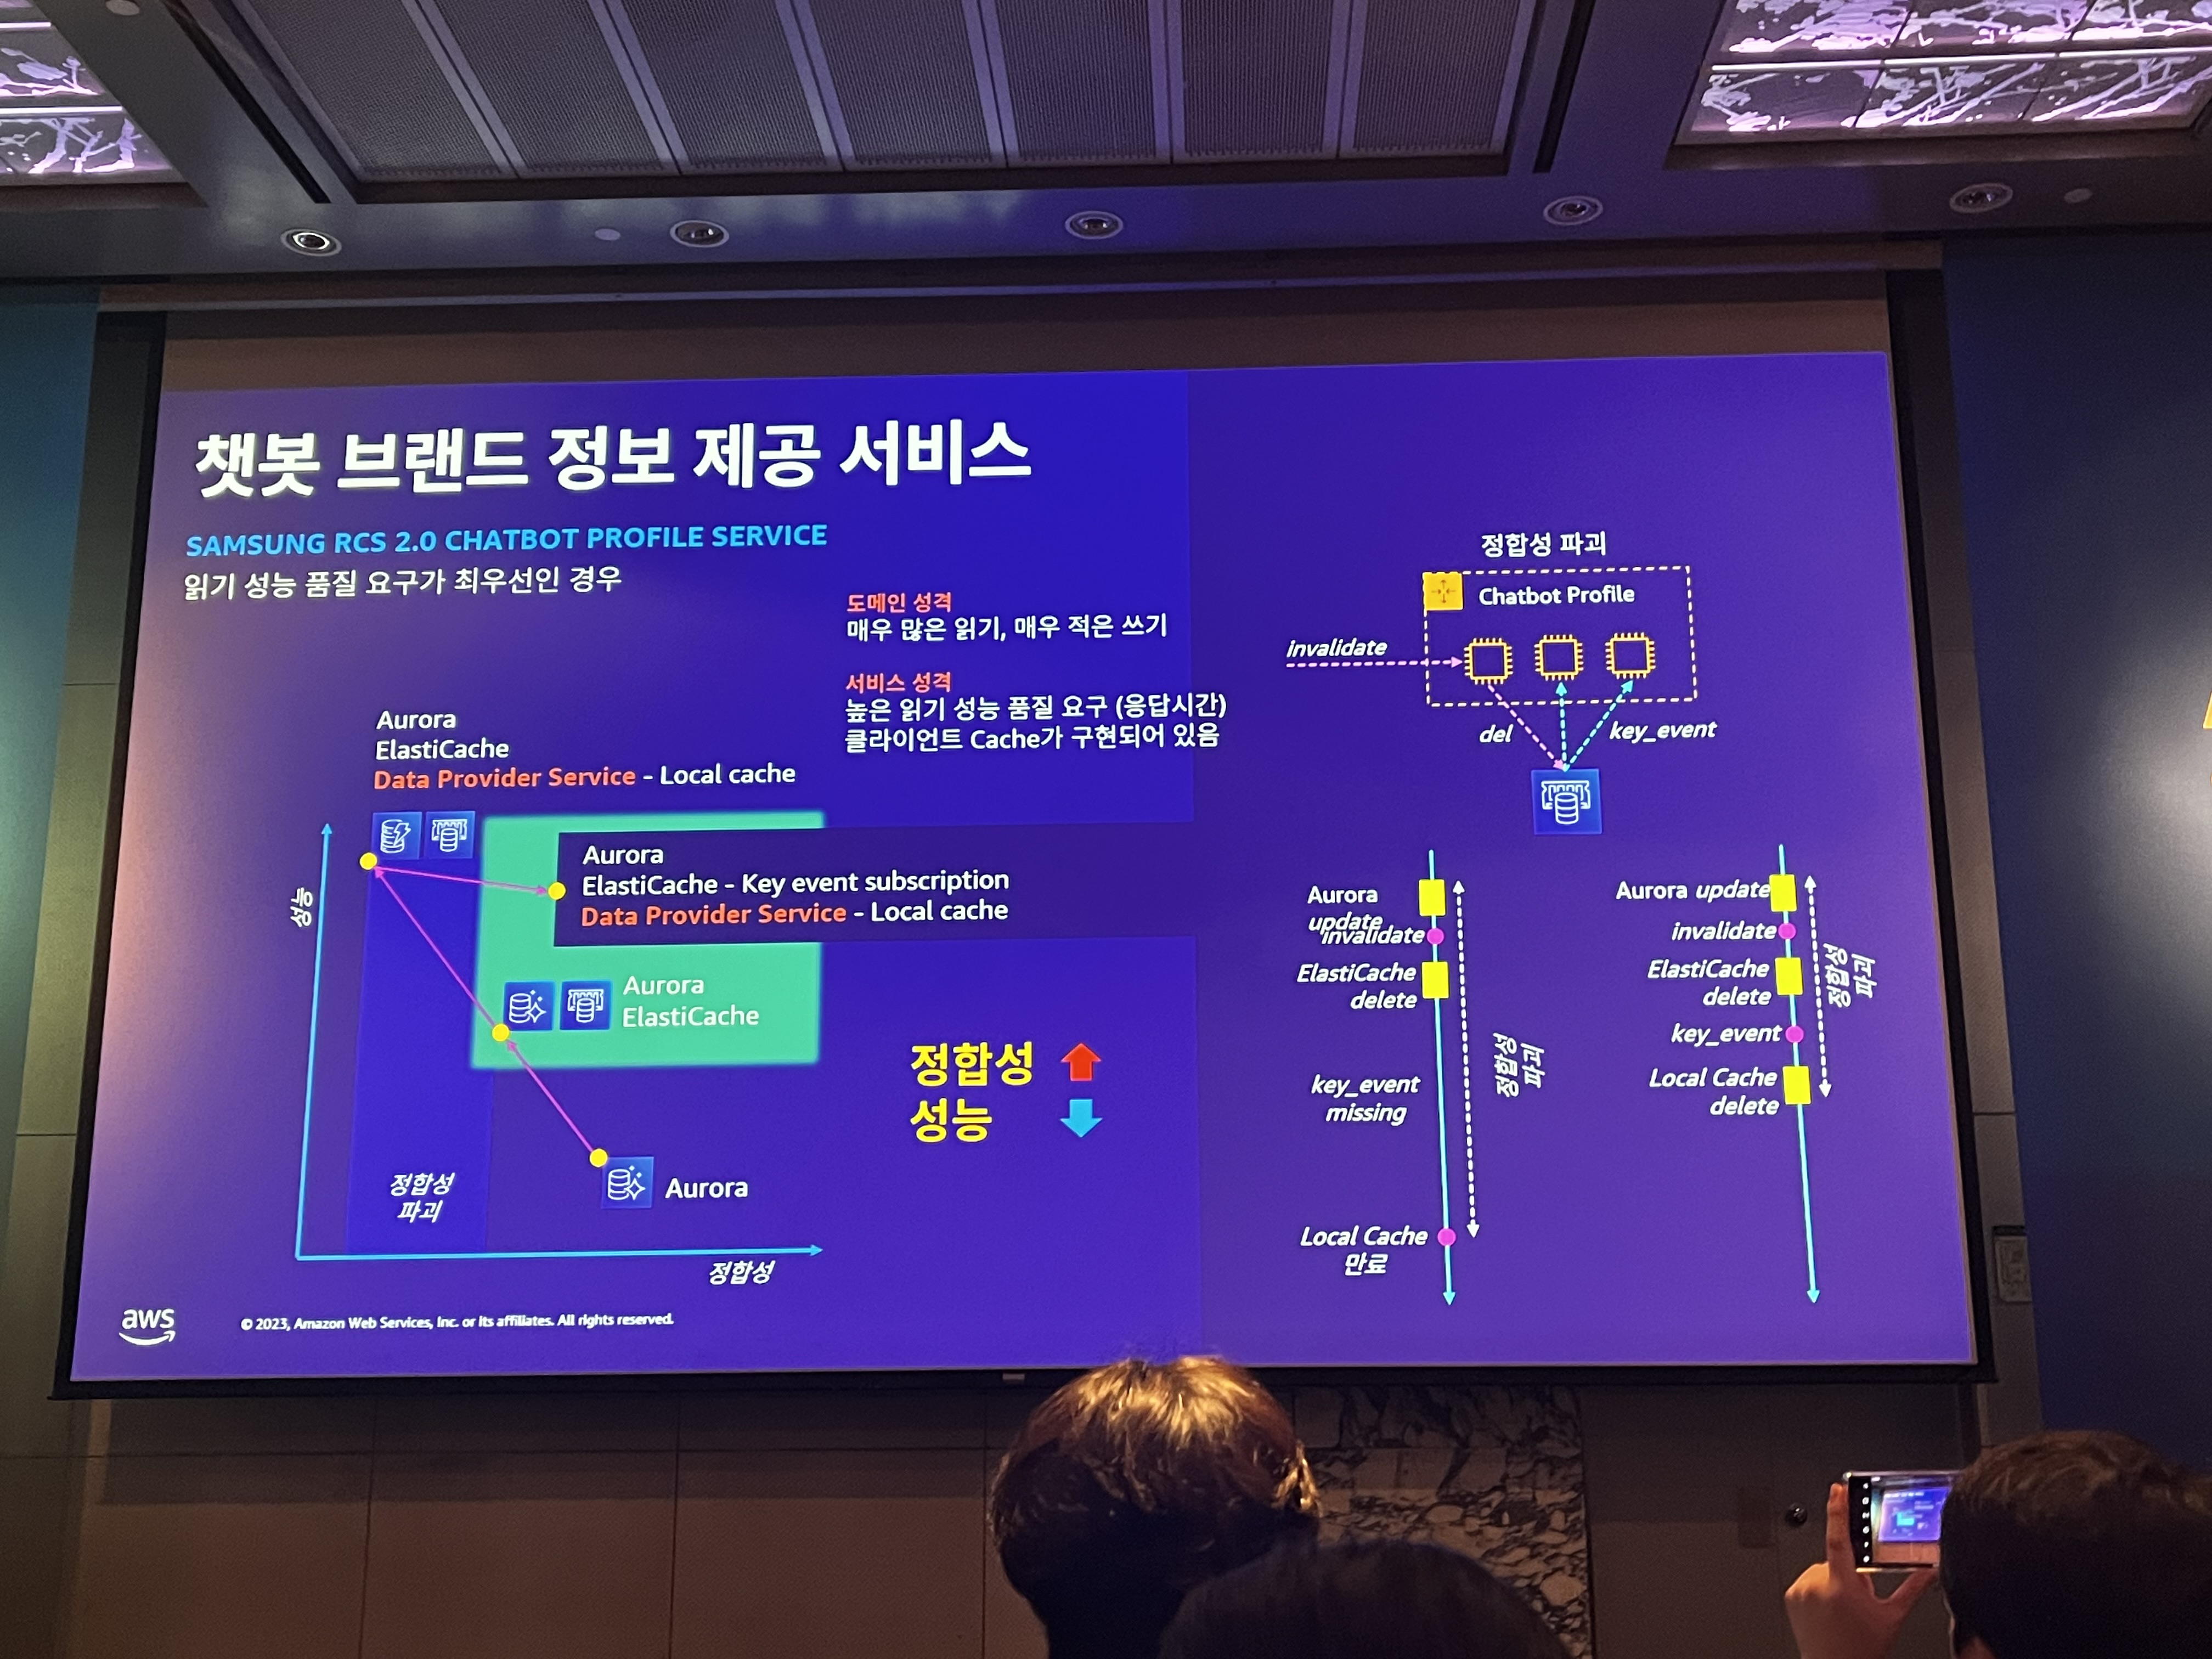 챗봇 브랜드 정보 제공 서비스
SAMSUNG RCS 2.0 CHATBOT PROFILE SERVICE
읽기 성능 품질 요구가 최우선인 경우
도메인 성격
매우 많은 읽기, 매우 적은 쓰기
서비스 성격
높은 읽기 성능 품질 요구 (응답시간)
클라이언트 Cache가 구현되어 있음
Aurora
ElastiCache
Data Provider Service - Local cache
성능
Aurora
ElastiCache - Key event subscription
Data Provider Service - Local cache
Aurora
ElastiCache
Aurora
정합성
파괴
정합성
정합성
성능
정합성 파괴
Chatbot Profile
invalidate
del
key_event
Aurora
update
invalidate
ElastiCache
delete
key_event
missing
Local Cache
만료
정합성
파괴
Aurora update
invalidate
ElastiCache
delete
key_event
Local Cache
delete
정합성
파괴
aws
© 2023, Amazon Web Services, Inc. or its affiliates. All rights reserved.